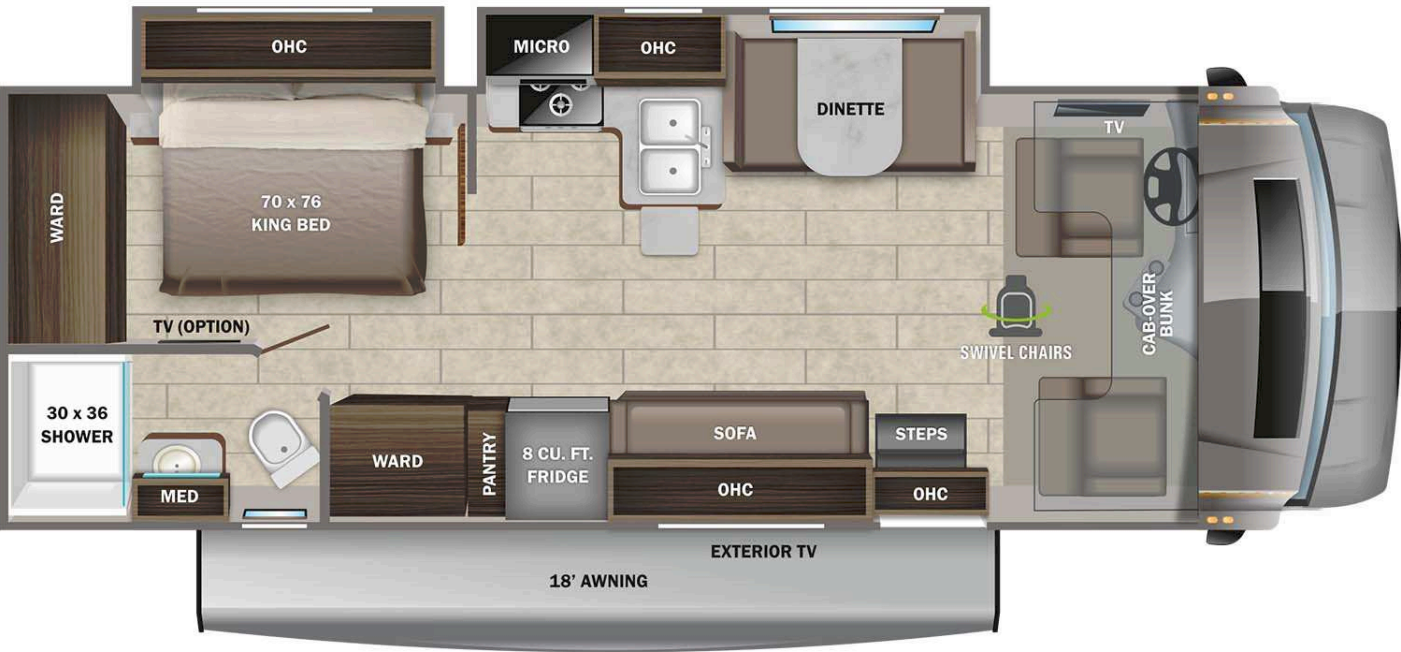 OHC
MICRO
OHC
DINETTE
TV
WARD
70 x 76
KING BED
TV (OPTION)
CAB-OVER
BUNK
SWIVEL CHAIRS
30 x 36
SHOWER
MED
WARD
PANTRY
8 CU. FT.
FRIDGE
SOFA
OHC
STEPS
OHC
EXTERIOR TV
18' AWNING